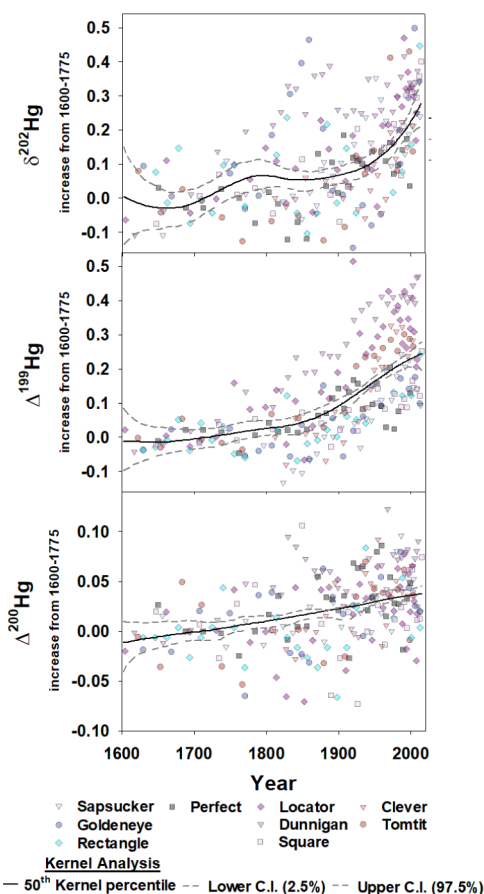 0.5
0.4
0.3
0.2
0.1
0.0
-0.1
δ202Hg
increase from 1600-1775
0.5
0.4
0.3
0.2
0.1
0.0
-0.1
Δ199Hg
increase from 1600-1775
0.10
0.05
0.00
-0.05
-0.10
Δ200Hg
increase from 1600-1775
1600 1700 1800 1900 2000
Year
Sapsucker Perfect Locator Clever
Goldeneye Dunnigan Tomtit
Rectangle Square
Kernel Analysis
50th Kernel percentile Lower C.I. (2.5%) Upper C.I. (97.5%)